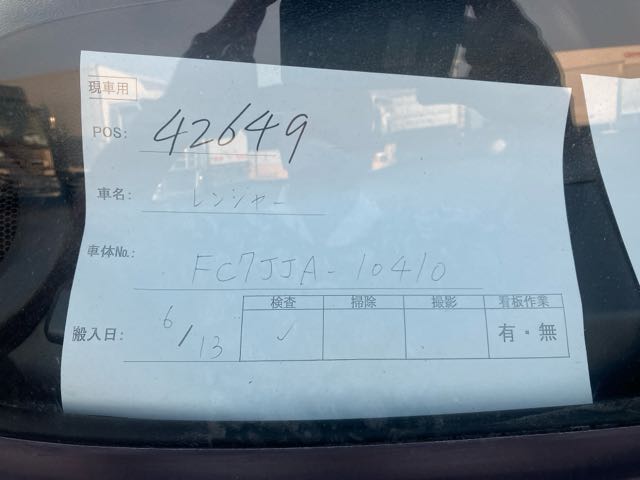 現車用
POS: 42649
車名: レンジャー
車体No.: FC7JJA-10410
搬入日: 6/13
検査 掃除 撮影 看板作業
✓ 有・無